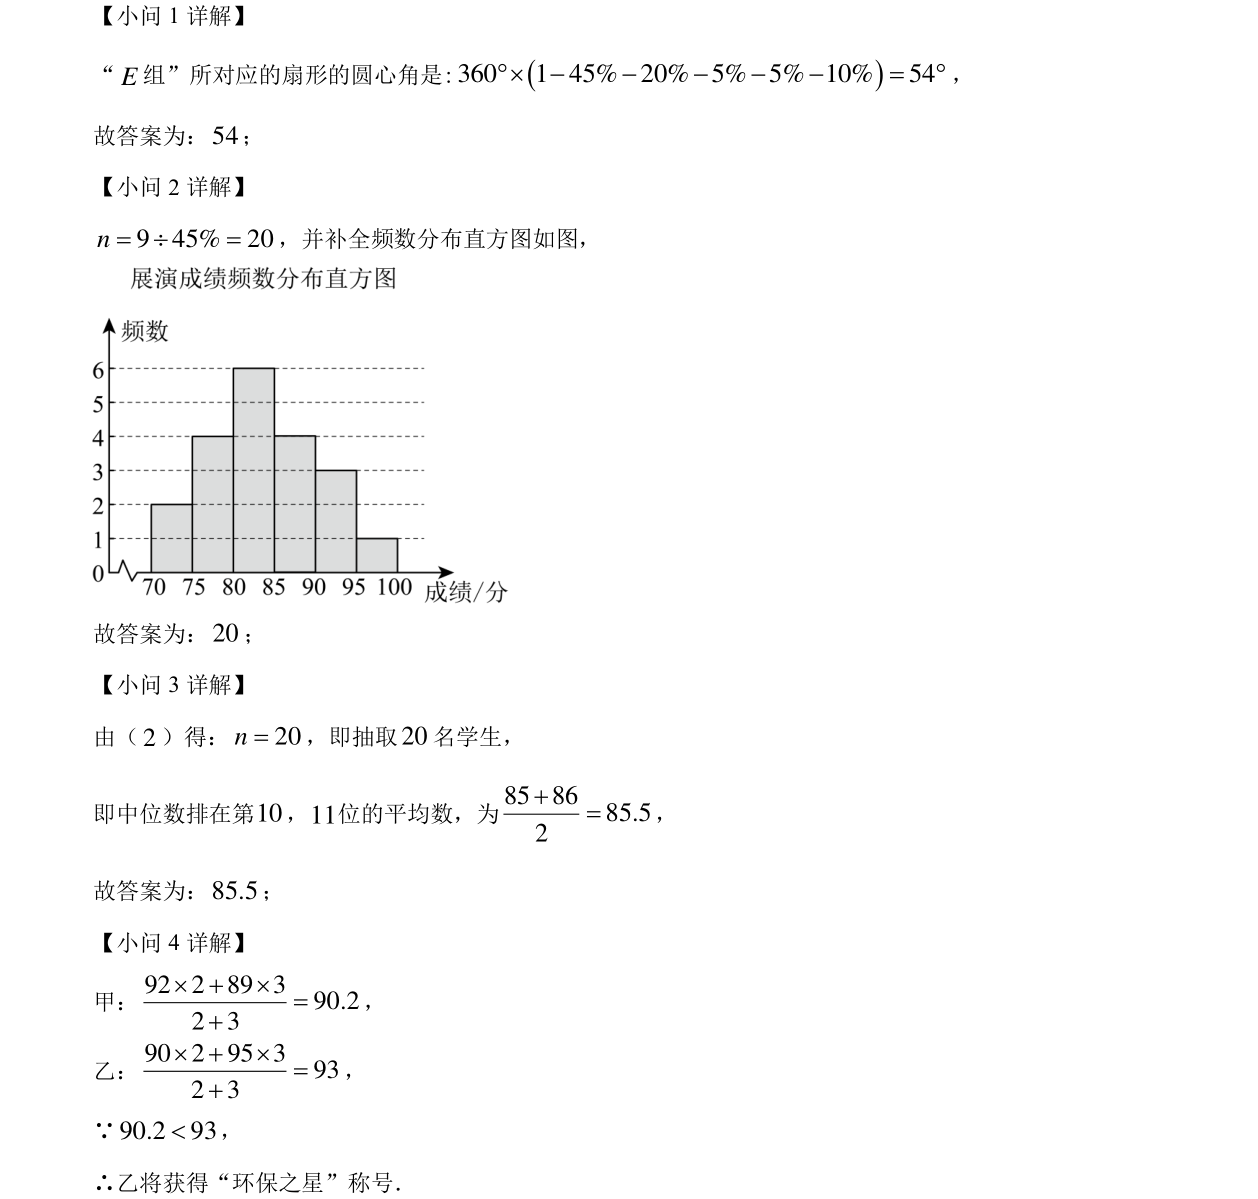 【小问 1 详解】
“E组”所对应的扇形的圆心角是: 360°×(1−45%−20%−5%−5%−10%)=54°，
故答案为：54；
【小问 2 详解】
n=9÷45%=20，并补全频数分布直方图如图，
展演成绩频数分布直方图
频数
6
5
4
3
2
1
0
70 75 80 85 90 95 100 成绩/分
故答案为：20；
【小问 3 详解】
由（2）得：n=20，即抽取20名学生，
即中位数排在第10，11位的平均数，为(85+86)/2=85.5，
故答案为：85.5；
【小问 4 详解】
甲：(92×2+89×3)/(2+3)=90.2，
乙：(90×2+95×3)/(2+3)=93，
∵90.2<93，
∴乙将获得“环保之星”称号．